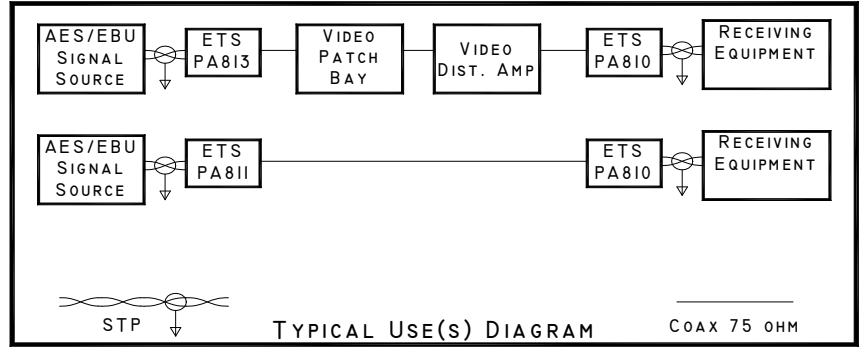 AES/EBU
SIGNAL
SOURCE
ETS
PA813
VIDEO
PATCH
BAY
VIDEO
DIST. AMP
ETS
PA810
RECEIVING
EQUIPMENT
AES/EBU
SIGNAL
SOURCE
ETS
PA811
ETS
PA810
RECEIVING
EQUIPMENT
STP
TYPICAL USE(S) DIAGRAM
COAX 75 OHM